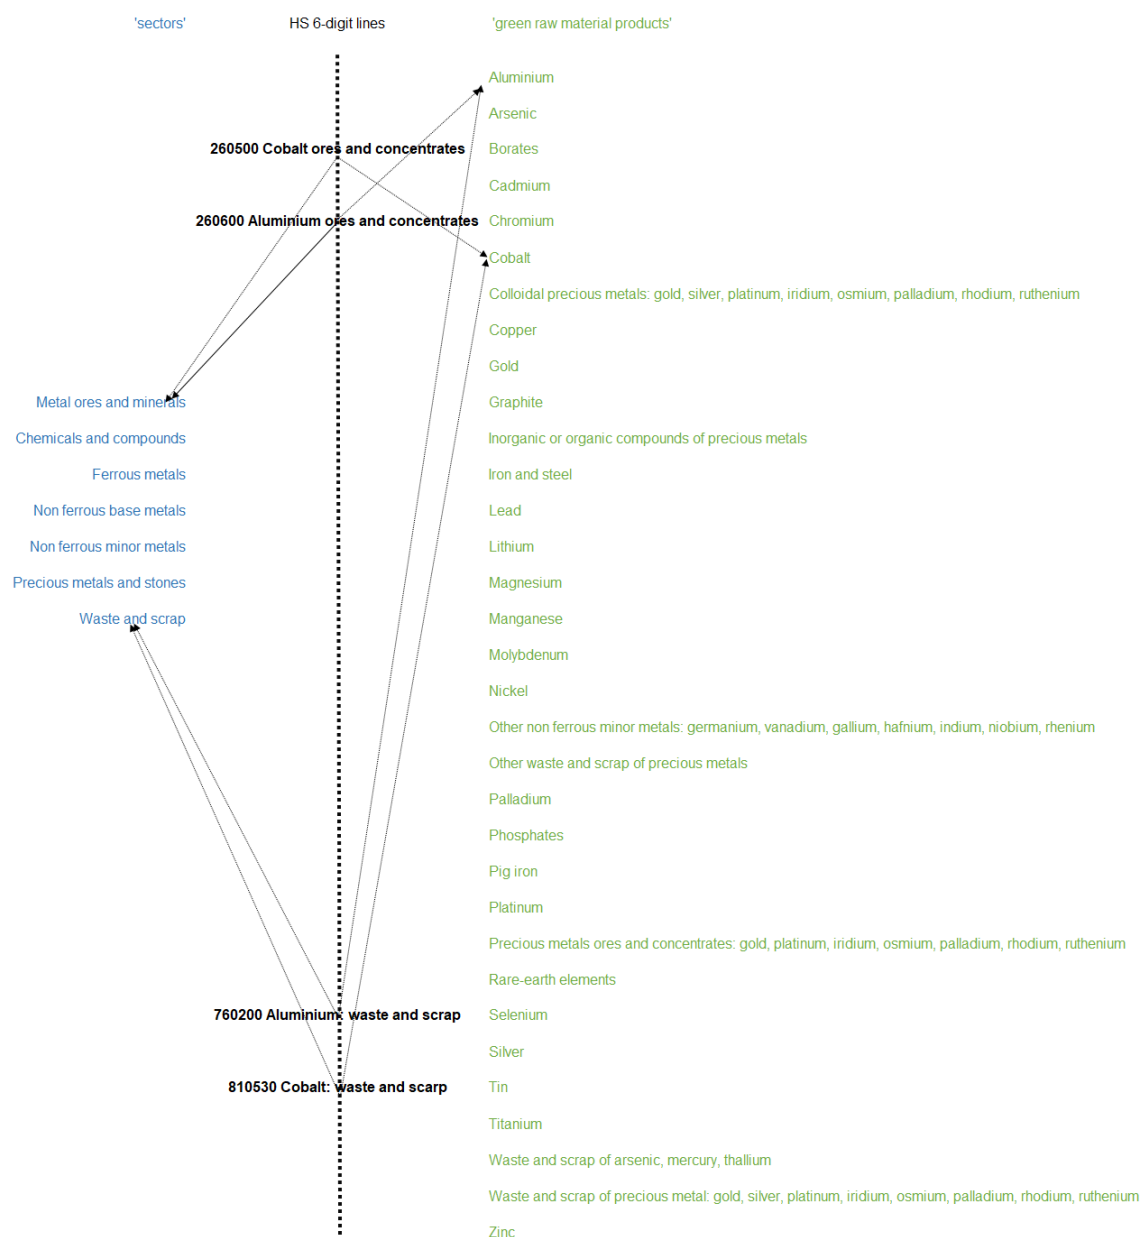 'sectors' HS 6-digit lines 'green raw material products'
Aluminium
Arsenic
260500 Cobalt ores and concentrates Borates
Cadmium
260600 Aluminium ores and concentrates Chromium
Cobalt
Colloidal precious metals: gold, silver, platinum, iridium, osmium, palladium, rhodium, ruthenium
Copper
Gold
Metal ores and minerals Graphite
Chemicals and compounds Inorganic or organic compounds of precious metals
Ferrous metals Iron and steel
Non ferrous base metals Lead
Non ferrous minor metals Lithium
Precious metals and stones Magnesium
Waste and scrap Manganese
Molybdenum
Nickel
Other non ferrous minor metals: germanium, vanadium, gallium, hafnium, indium, niobium, rhenium
Other waste and scrap of precious metals
Palladium
Phosphates
Pig iron
Platinum
Precious metals ores and concentrates: gold, platinum, iridium, osmium, palladium, rhodium, ruthenium
Rare-earth elements
760200 Aluminium: waste and scrap Selenium
Silver
810530 Cobalt: waste and scarp Tin
Titanium
Waste and scrap of arsenic, mercury, thallium
Waste and scrap of precious metal: gold, silver, platinum, iridium, osmium, palladium, rhodium, ruthenium
Zinc